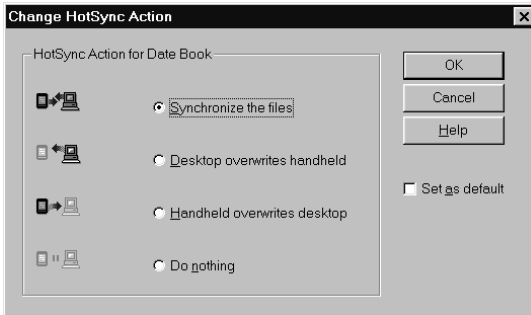 Change HotSync Action
HotSync Action for Date Book
Synchronize the files
Desktop overwrites handheld
Handheld overwrites desktop
Do nothing
OK
Cancel
Help
Set as default